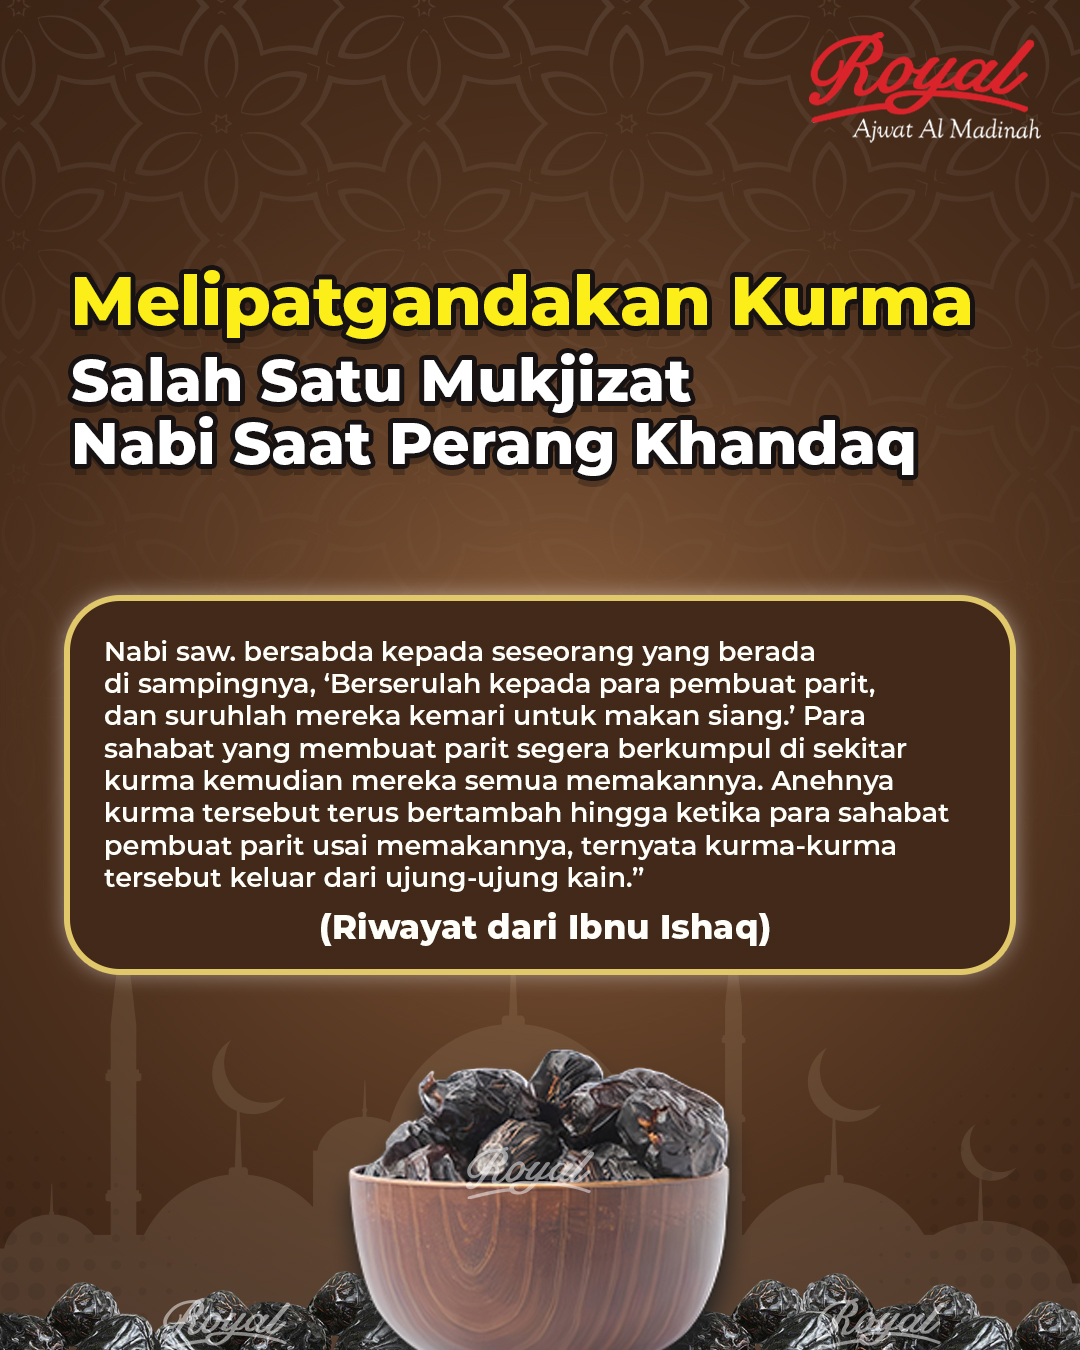 Royal
Ajwat Al Madinah
Melipatgandakan Kurma
Salah Satu Mukjizat
Nabi Saat Perang Khandaq
Nabi saw. bersabda kepada seseorang yang berada
di sampingnya, ‘Berserulah kepada para pembuat parit,
dan suruhlah mereka kemari untuk makan siang.’ Para
sahabat yang membuat parit segera berkumpul di sekitar
kurma kemudian mereka semua memakannya. Anehnya
kurma tersebut terus bertambah hingga ketika para sahabat
pembuat parit usai memakannya, ternyata kurma-kurma
tersebut keluar dari ujung-ujung kain.”
(Riwayat dari Ibnu Ishaq)
Royal
Royal
Royal